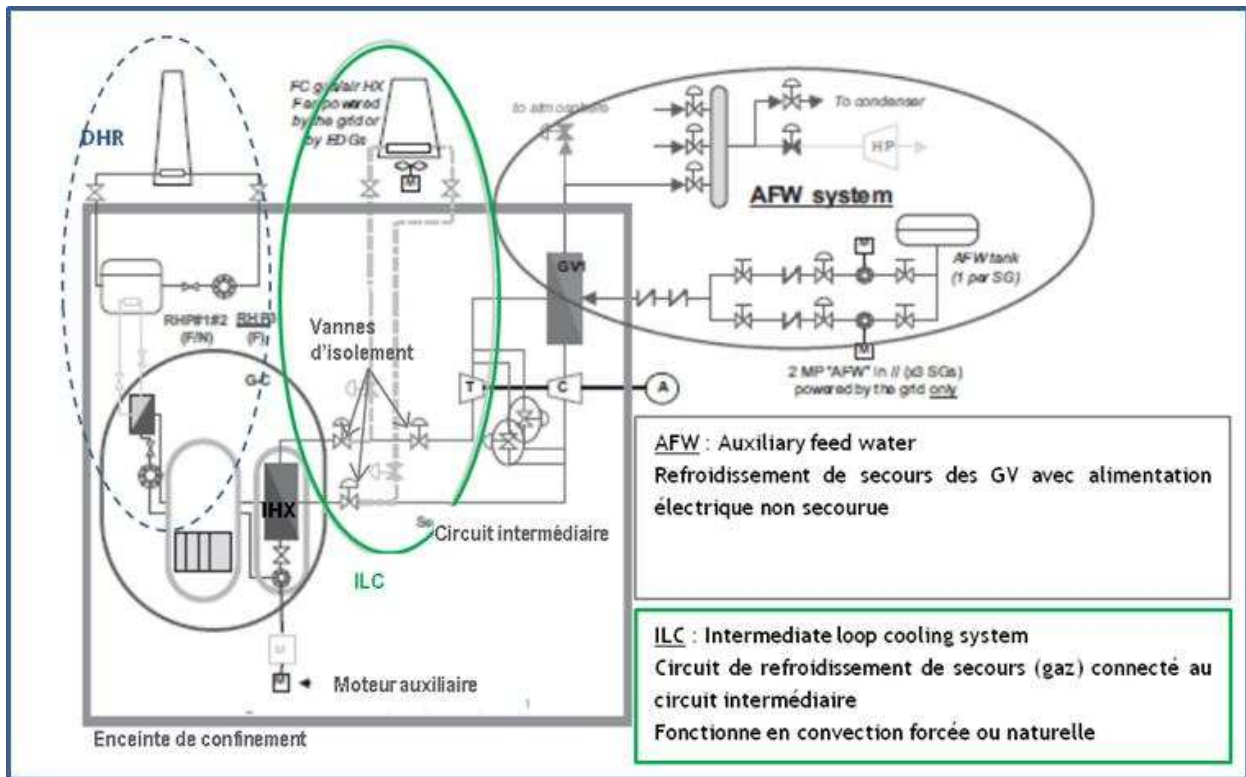 DHR
FC gas/air HX
Fan powered
by the grid or
by EDGs
to atmosphere
To condenser
HP
AFW system
AFW tank
(1 par SG)
M
GV1
RHP#1#2
(F/N)
RHP3
(F)
Vannes
d'isolement
M
G-C
T
C
A
2 MP "AFW" in // (x3 SGs)
powered by the grid only
M
IHX
Circuit intermédiaire
ILC
M
M
Moteur auxiliaire
Enceinte de confinement
AFW : Auxiliary feed water
Refroidissement de secours des GV avec alimentation
électrique non secourue
ILC : Intermediate loop cooling system
Circuit de refroidissement de secours (gaz) connecté au
circuit intermédiaire
Fonctionne en convection forcée ou naturelle